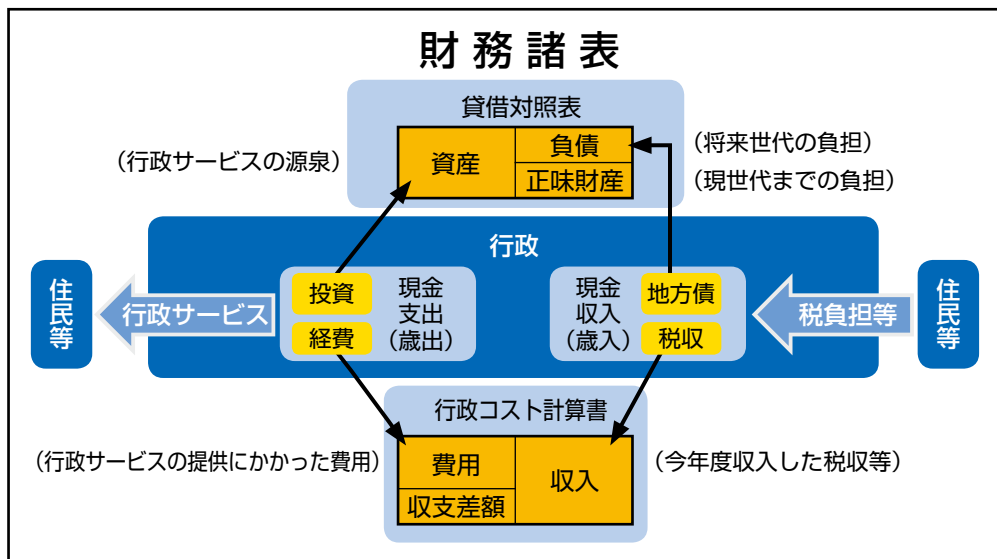 財務諸表
貸借対照表
（行政サービスの源泉）
資産
負債
正味財産
（将来世代の負担）
（現世代までの負担）
行政
住民等
行政サービス
投資
経費
現金
支出
（歳出）
現金
収入
（歳入）
地方債
税収
税負担等
住民等
行政コスト計算書
（行政サービスの提供にかかった費用）
費用
収支差額
収入
（今年度収入した税収等）